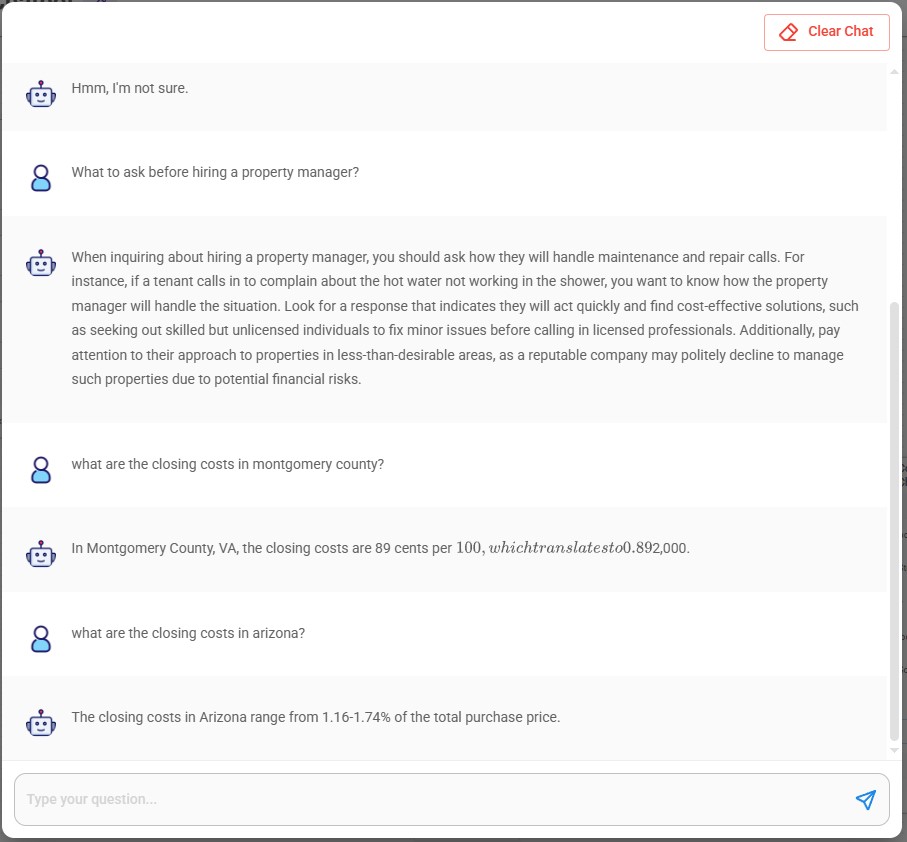 Clear Chat
Hmm, I'm not sure.
What to ask before hiring a property manager?
When inquiring about hiring a property manager, you should ask how they will handle maintenance and repair calls. For
instance, if a tenant calls in to complain about the hot water not working in the shower, you want to know how the property
manager will handle the situation. Look for a response that indicates they will act quickly and find cost-effective solutions, such
as seeking out skilled but unlicensed individuals to fix minor issues before calling in licensed professionals. Additionally, pay
attention to their approach to properties in less-than-desirable areas, as a reputable company may politely decline to manage
such properties due to potential financial risks.
what are the closing costs in montgomery county?
In Montgomery County, VA, the closing costs are 89 cents per 100, whichtranslatesto0.892,000.
what are the closing costs in arizona?
The closing costs in Arizona range from 1.16-1.74% of the total purchase price.
Type your question...